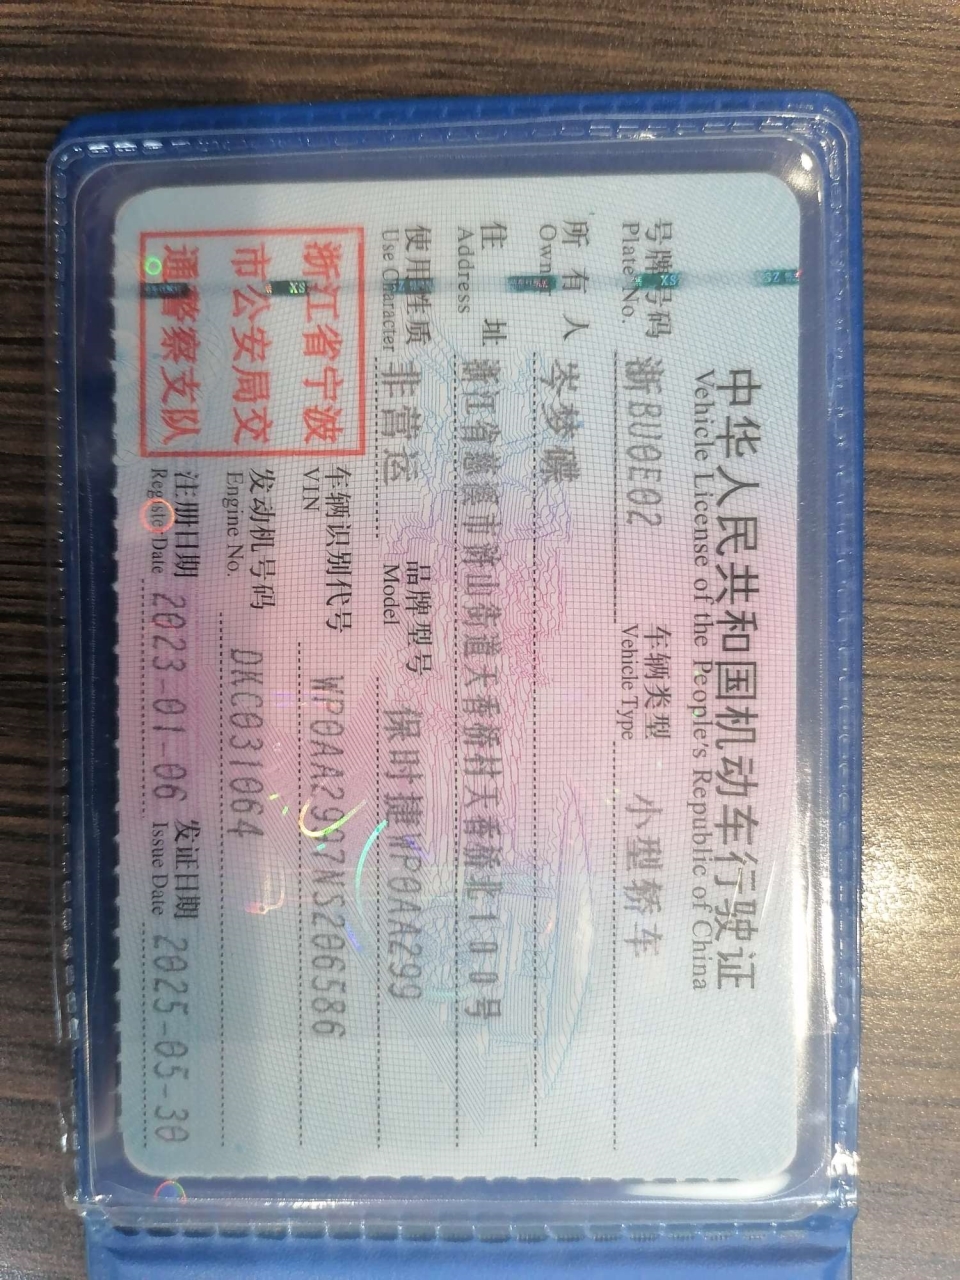 中华人民共和国机动车行驶证
Vehicle License of the People's Republic of China
号牌号码 浙BU0E02 车辆类型 小型轿车
Plate No. Vehicle Type
所有人 岑梦礏
Owner
住址 浙江省慈溪市浒山街道天香桥村天香桥北100号
Address
使用性质 非营运 品牌型号 保时捷WP0AA299
Use Character Model
浙江省宁波
市公安局交
通警察支队
车辆识别代号 WP0AA2997NS206586
VIN
发动机号码 DKC031064
Engine No.
注册日期 2023-01-06 发证日期 2025-05-30
Register Date Issue Date